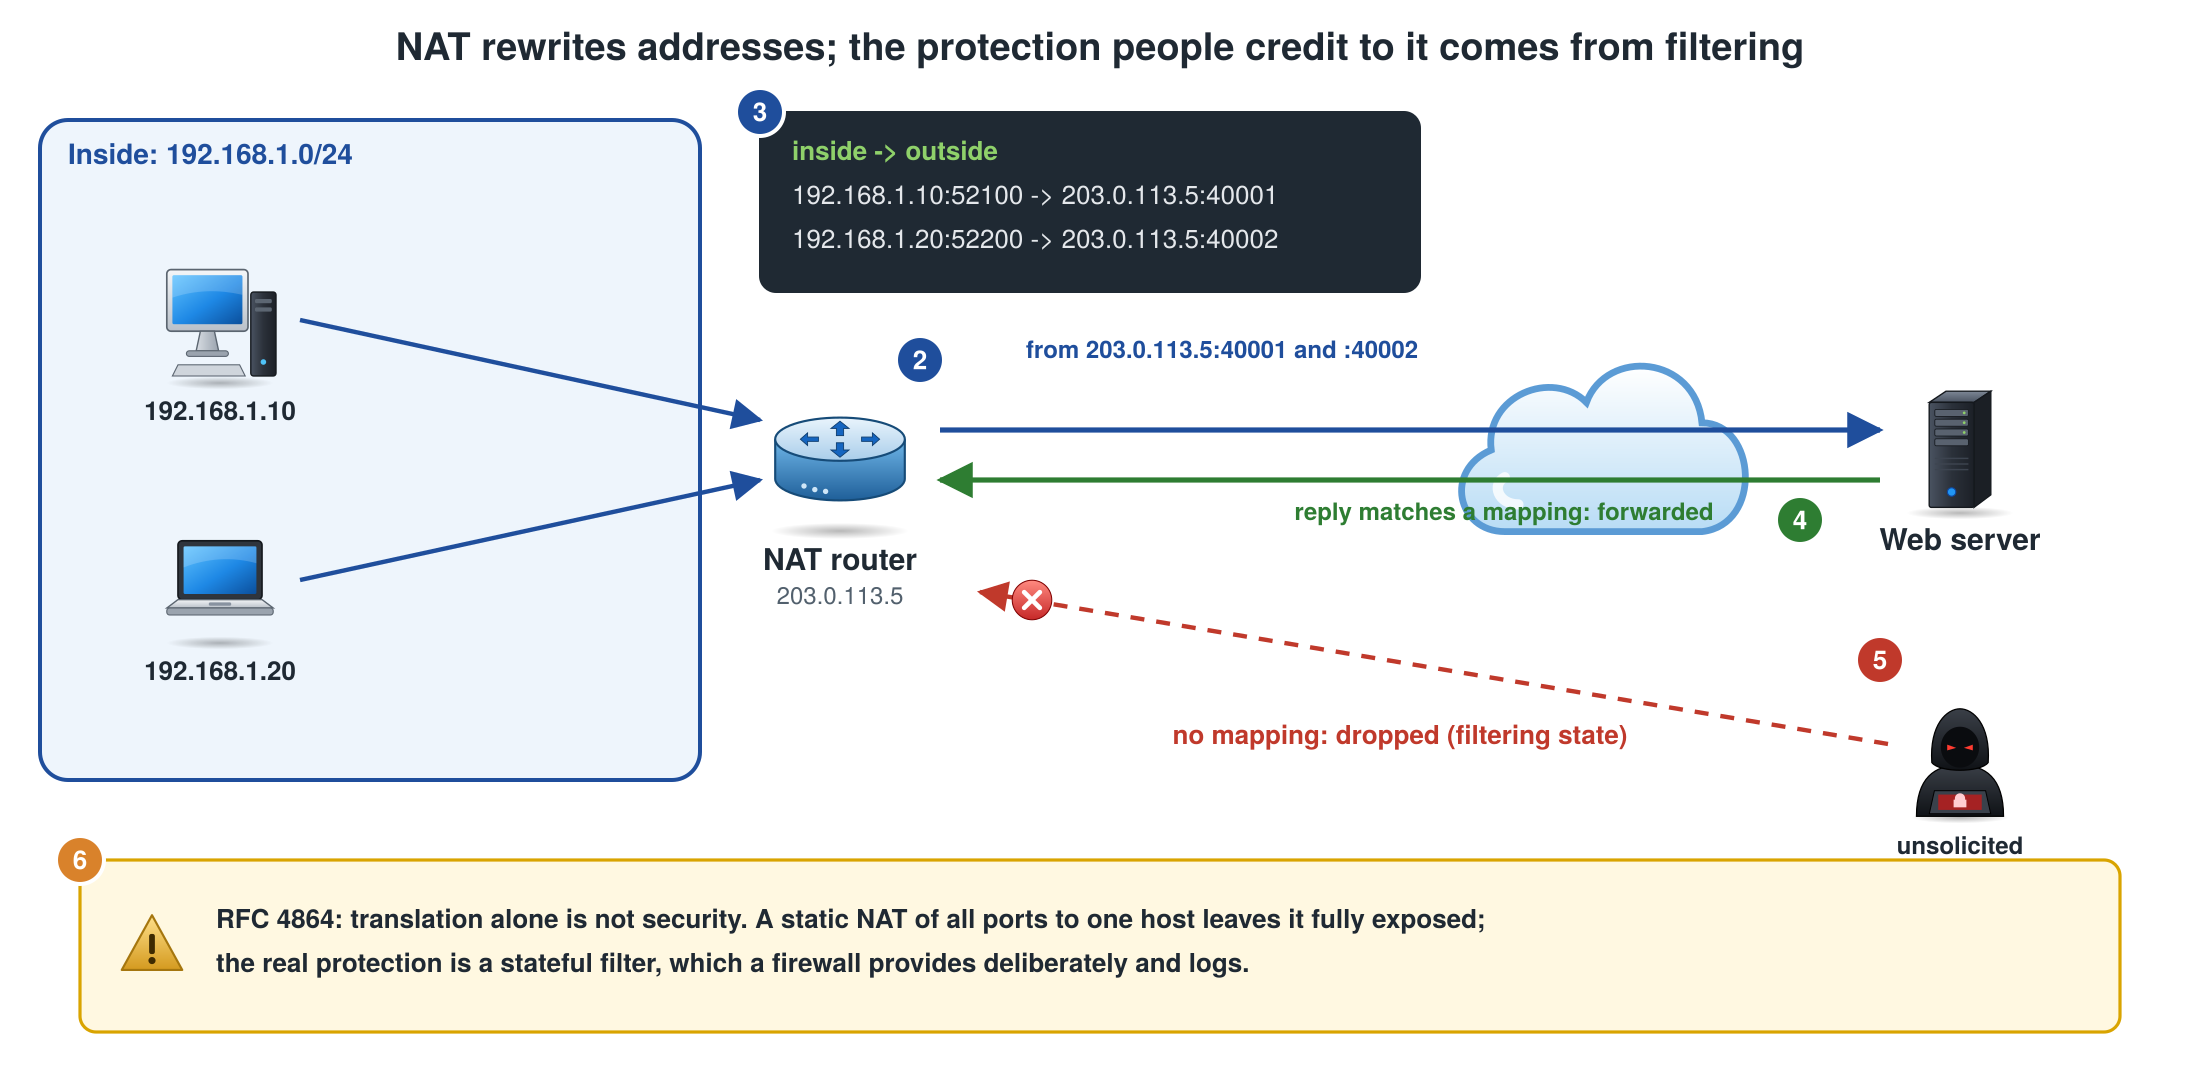 NAT rewrites addresses; the protection people credit to it comes from filtering
Inside: 192.168.1.0/24
192.168.1.10
192.168.1.20
3
inside -> outside
192.168.1.10:52100 -> 203.0.113.5:40001
192.168.1.20:52200 -> 203.0.113.5:40002
2
from 203.0.113.5:40001 and :40002
NAT router
203.0.113.5
reply matches a mapping: forwarded
4
Web server
5
no mapping: dropped (filtering state)
unsolicited
6
RFC 4864: translation alone is not security. A static NAT of all ports to one host leaves it fully exposed;
the real protection is a stateful filter, which a firewall provides deliberately and logs.